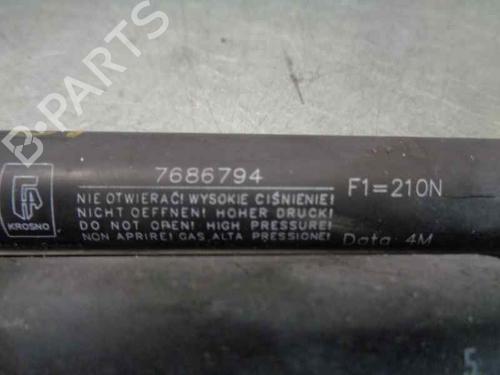 7686794
F1=210N
NIE OTWIERAĆ! WYSOKIE CIŚNIENIE!
NICHT OEFFNEN! HOHER DRUCK!
DO NOT OPEN! HIGH PRESSURE!
NON APRIRE! GAS ALTA PRESSIONE!
Data 4M
KROSNO
5
B-PARTS